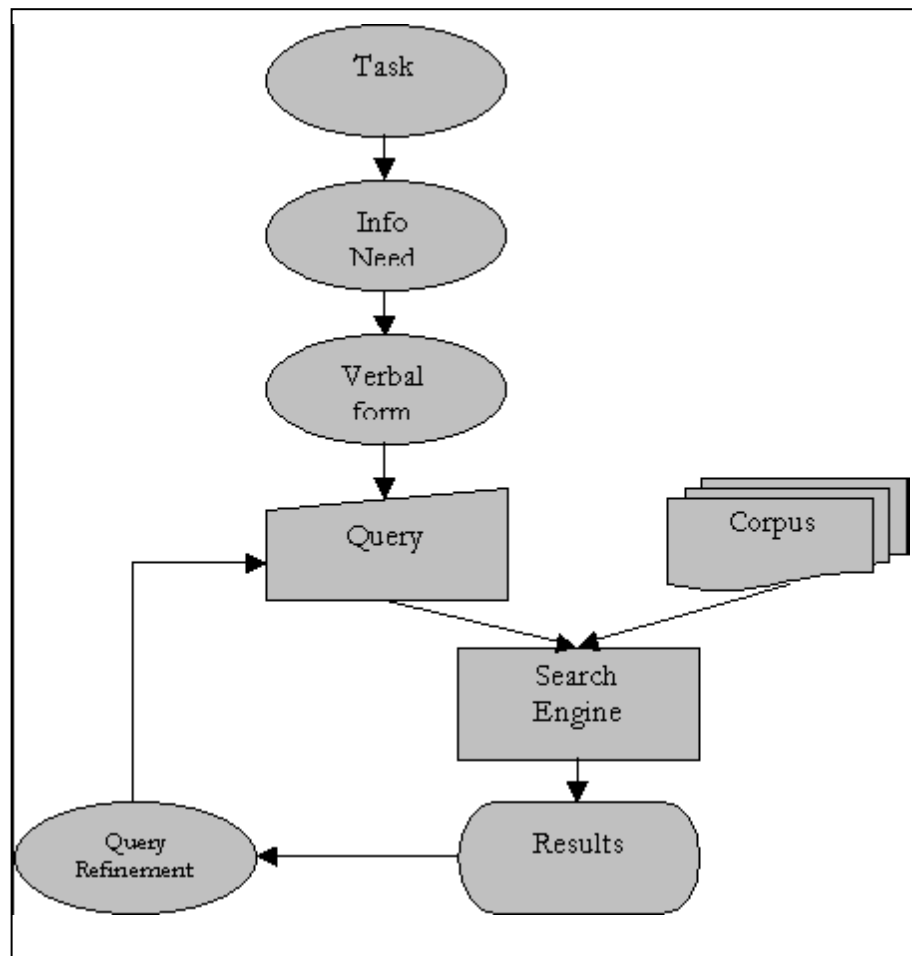 Task
Info
Need
Verbal
form
Query
Corpus
Search
Engine
Results
Query
Refinement